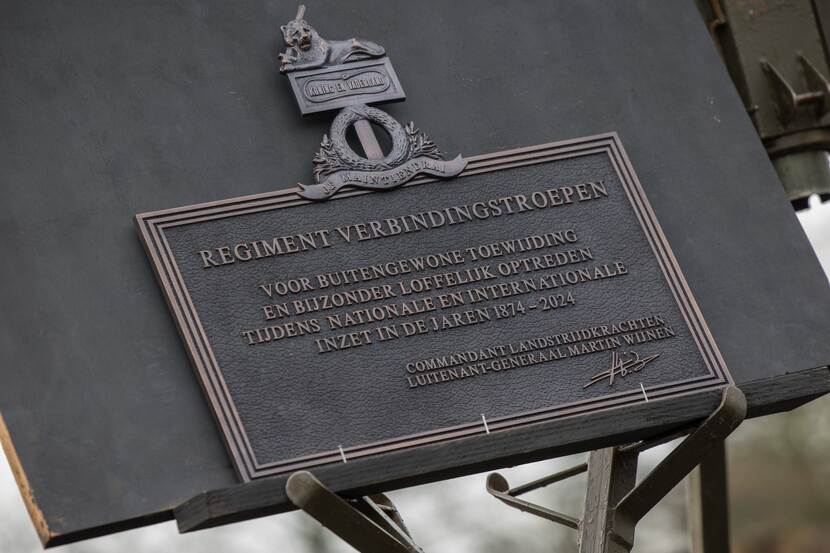 KONING EN VADERLAND
JE MAINTIENDRAI
REGIMENT VERBINDINGSTROEPEN
VOOR BUITENGEWONE TOEWIJDING
EN BIJZONDER LOFFELIJK OPTREDEN
TIJDENS NATIONALE EN INTERNATIONALE
INZET IN DE JAREN 1874 – 2024
COMMANDANT LANDSTRIJDKRACHTEN
LUITENANT-GENERAAL MARTIN WIJNEN